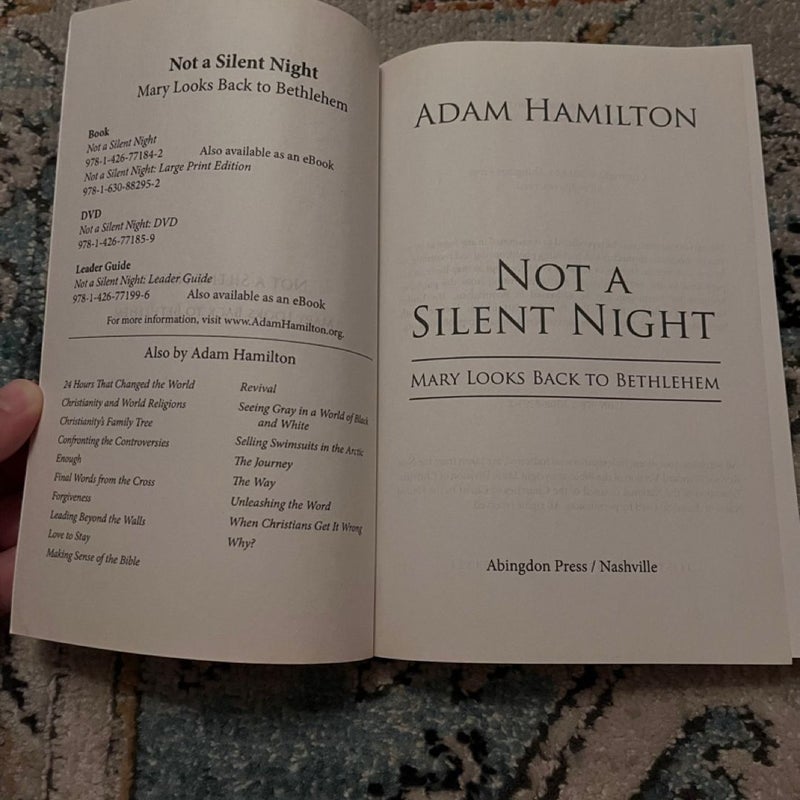 Not a Silent Night
Mary Looks Back to Bethlehem
Book
Not a Silent Night
978-1-426-77184-2 Also available as an eBook
Not a Silent Night: Large Print Edition
978-1-630-88295-2
DVD
Not a Silent Night: DVD
978-1-426-77185-9
Leader Guide
Not a Silent Night: Leader Guide
978-1-426-77199-6 Also available as an eBook
For more information, visit www.AdamHamilton.org.
Also by Adam Hamilton
24 Hours That Changed the World
Christianity and World Religions
Christianity's Family Tree
Confronting the Controversies
Enough
Final Words from the Cross
Forgiveness
Leading Beyond the Walls
Love to Stay
Making Sense of the Bible
Revival
Seeing Gray in a World of Black
and White
Selling Swimsuits in the Arctic
The Journey
The Way
Unleashing the Word
When Christians Get It Wrong
Why?
ADAM HAMILTON
NOT A
SILENT NIGHT
MARY LOOKS BACK TO BETHLEHEM
Abingdon Press / Nashville